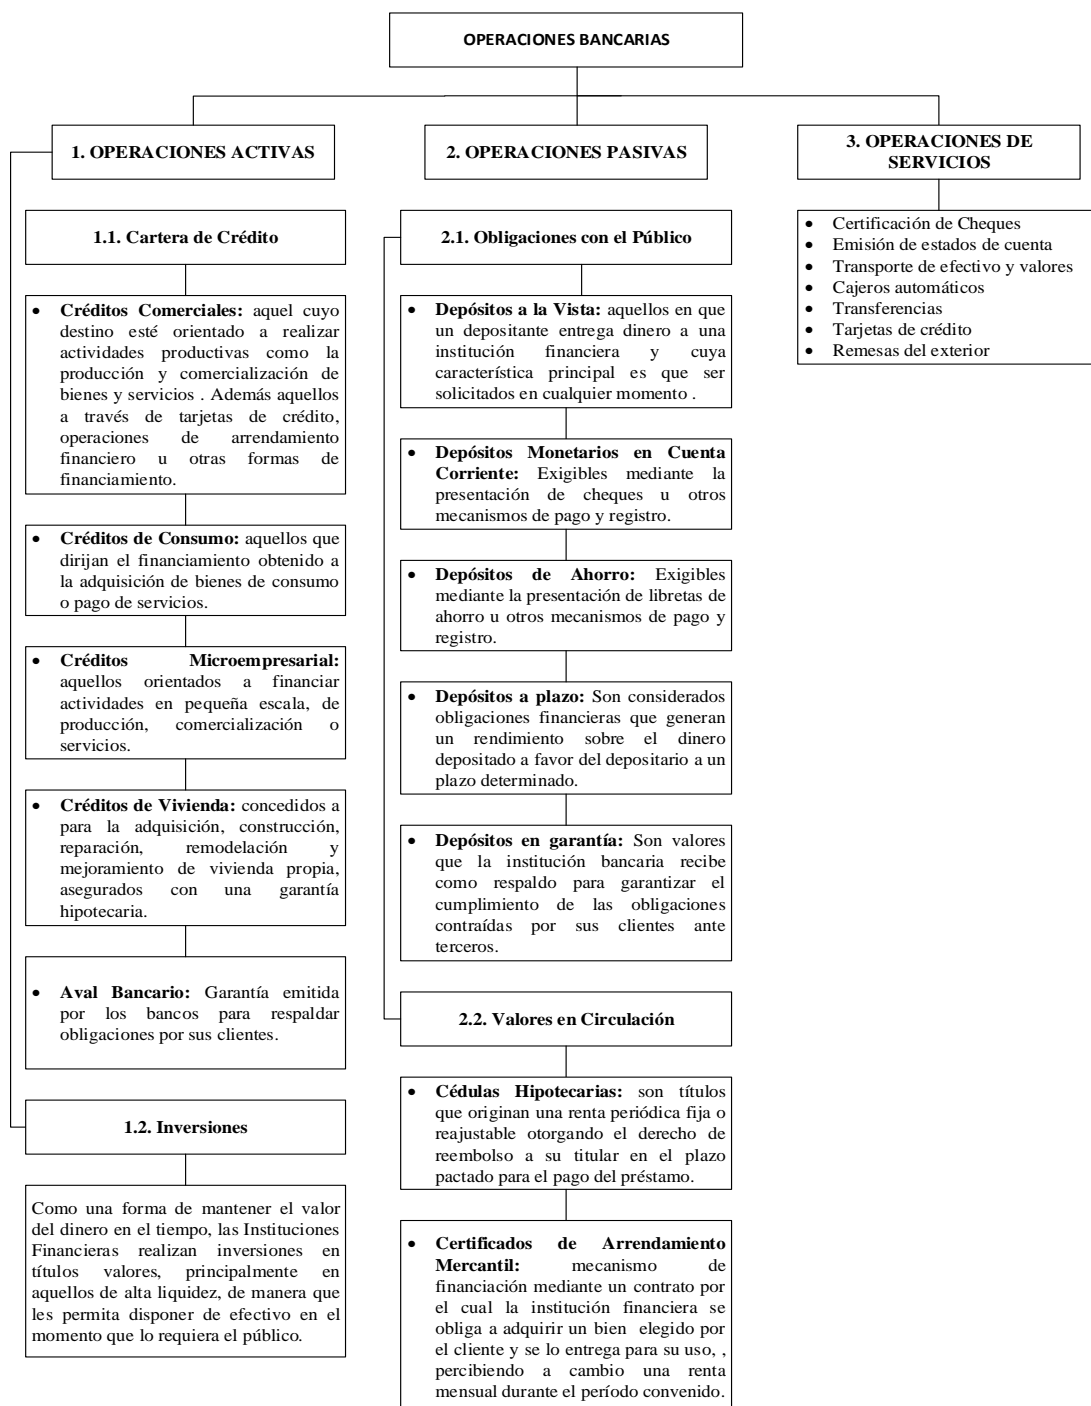 OPERACIONES BANCARIAS
1. OPERACIONES ACTIVAS
1.1. Cartera de Crédito
• Créditos Comerciales: aquel cuyo
destino esté orientado a realizar
actividades productivas como la
producción y comercialización de
bienes y servicios . Además aquellos
a través de tarjetas de crédito,
operaciones de arrendamiento
financiero u otras formas de
financiamiento.
• Créditos de Consumo: aquellos que
dirijan el financiamiento obtenido a
la adquisición de bienes de consumo
o pago de servicios.
• Créditos Microempresarial:
aquellos orientados a financiar
actividades en pequeña escala, de
producción, comercialización o
servicios.
• Créditos de Vivienda: concedidos a
para la adquisición, construcción,
reparación, remodelación y
mejoramiento de vivienda propia,
asegurados con una garantía
hipotecaria.
• Aval Bancario: Garantía emitida
por los bancos para respaldar
obligaciones por sus clientes.
1.2. Inversiones
Como una forma de mantener el valor
del dinero en el tiempo, las Instituciones
Financieras realizan inversiones en
títulos valores, principalmente en
aquellos de alta liquidez, de manera que
les permita disponer de efectivo en el
momento que lo requiera el público.
2. OPERACIONES PASIVAS
2.1. Obligaciones con el Público
• Depósitos a la Vista: aquellos en que
un depositante entrega dinero a una
institución financiera y cuya
característica principal es que ser
solicitados en cualquier momento .
• Depósitos Monetarios en Cuenta
Corriente: Exigibles mediante la
presentación de cheques u otros
mecanismos de pago y registro.
• Depósitos de Ahorro: Exigibles
mediante la presentación de libretas de
ahorro u otros mecanismos de pago y
registro.
• Depósitos a plazo: Son considerados
obligaciones financieras que generan
un rendimiento sobre el dinero
depositado a favor del depositario a un
plazo determinado.
• Depósitos en garantía: Son valores
que la institución bancaria recibe
como respaldo para garantizar el
cumplimiento de las obligaciones
contraídas por sus clientes ante
terceros.
2.2. Valores en Circulación
• Cédulas Hipotecarias: son títulos
que originan una renta periódica fija o
reajustable otorgando el derecho de
reembolso a su titular en el plazo
pactado para el pago del préstamo.
• Certificados de Arrendamiento
Mercantil: mecanismo de
financiación mediante un contrato por
el cual la institución financiera se
obliga a adquirir un bien elegido por
el cliente y se lo entrega para su uso, ,
percibiendo a cambio una renta
mensual durante el período convenido.
3. OPERACIONES DE
SERVICIOS
• Certificación de Cheques
• Emisión de estados de cuenta
• Transporte de efectivo y valores
• Cajeros automáticos
• Transferencias
• Tarjetas de crédito
• Remesas del exterior